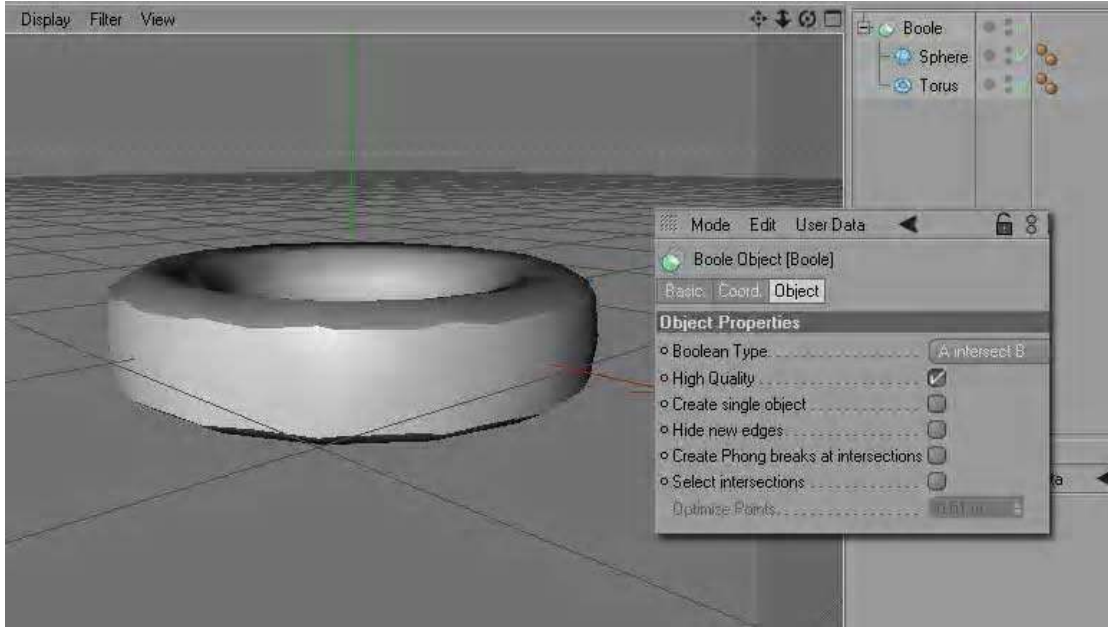 Display Filter View
Boole
Sphere
Torus
Mode Edit User Data
Boole Object [Boole]
Basic Coord. Object
Object Properties
Boolean Type A intersect B
High Quality
Create single object
Hide new edges
Create Phong breaks at intersections
Select intersections
Optimize Points
ta